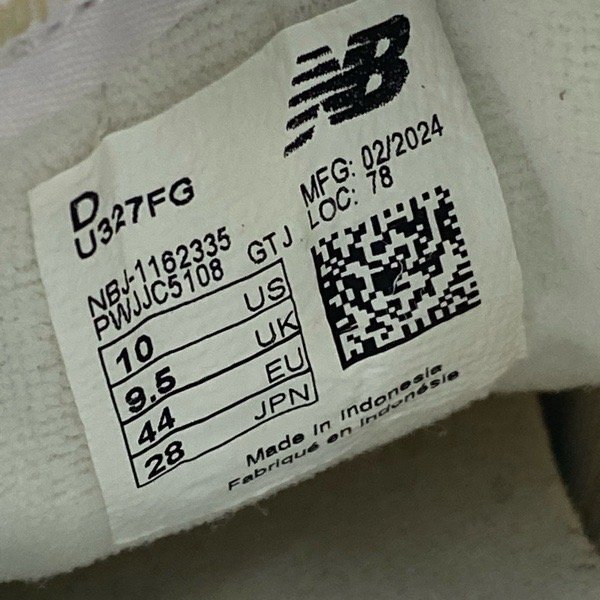 NB
MFG: 02/2024
LOC: 78
D
U327FG
NBJ-1162335
PWJJC5108 GTJ
10 US
9.5 UK
44 EU
28 JPN
Made in Indonesia
Fabriqué en Indonésie